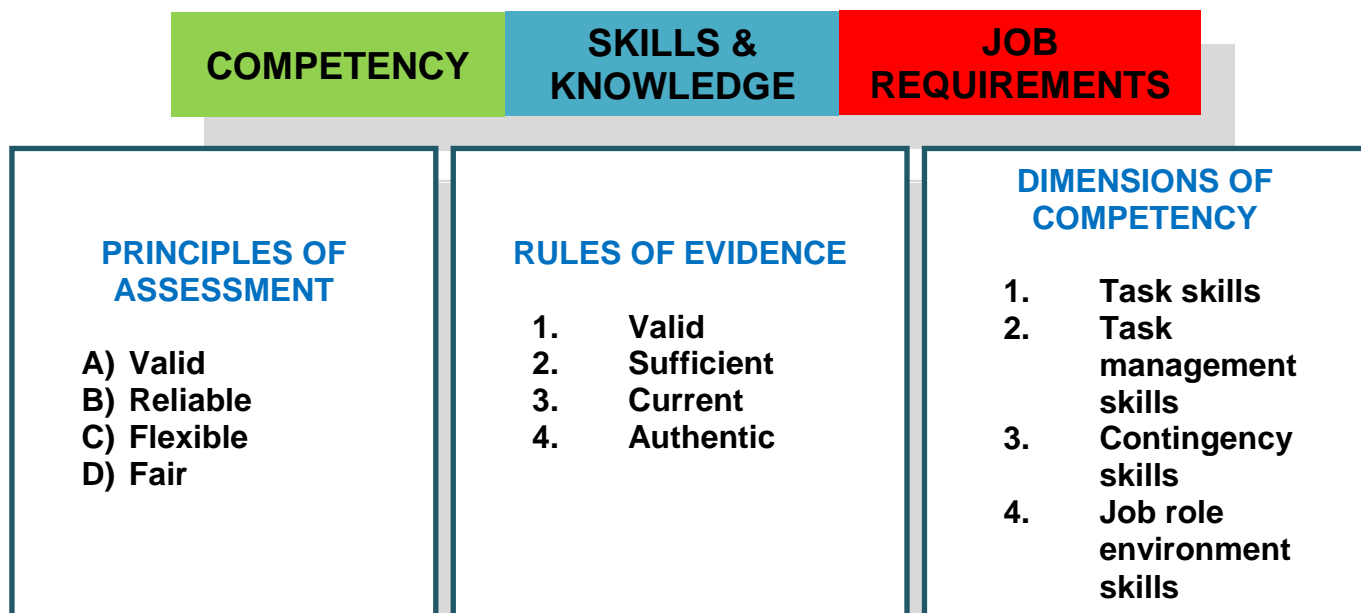 COMPETENCY
SKILLS &
KNOWLEDGE
JOB
REQUIREMENTS
PRINCIPLES OF
ASSESSMENT
A) Valid
B) Reliable
C) Flexible
D) Fair
RULES OF EVIDENCE
1. Valid
2. Sufficient
3. Current
4. Authentic
DIMENSIONS OF
COMPETENCY
1. Task skills
2. Task
management
skills
3. Contingency
skills
4. Job role
environment
skills